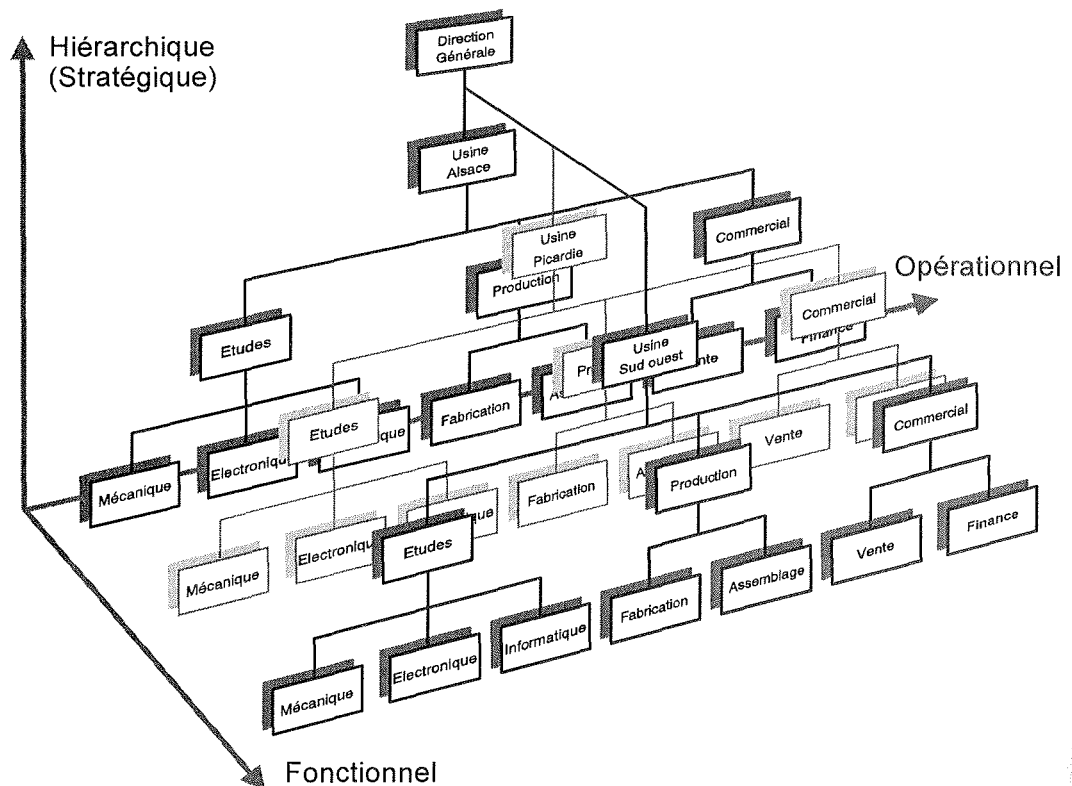 Hiérarchique
(Stratégique)
Direction
Générale
Usine
Alsace
Usine
Picardie
Commercial
Production
Opérationnel
Commercial
Finance
Etudes
Usine
Sud ouest
Fabrication
Etudes
Commercial
Vente
Electronique
Mécanique
Production
Fabrication
Electronique
Etudes
Mécanique
Finance
Vente
Assemblage
Fabrication
Informatique
Electronique
Mécanique
Fonctionnel